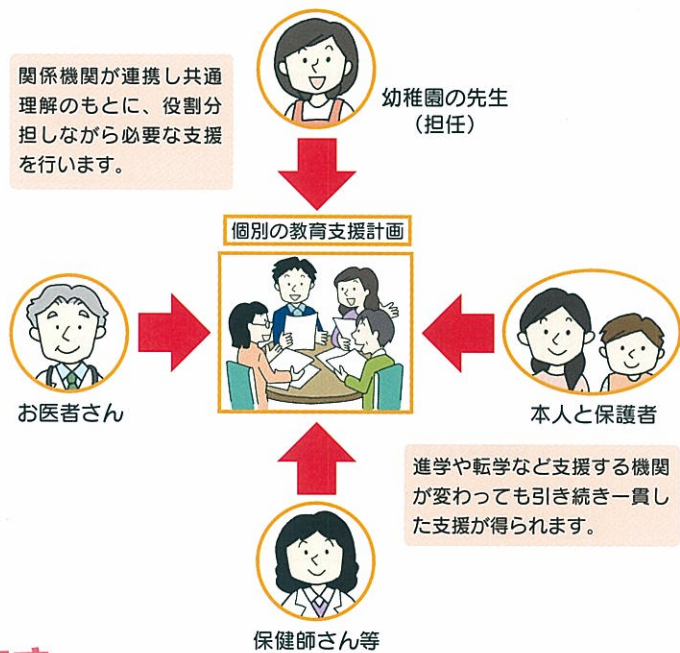 関係機関が連携し共通
理解のもとに、役割分
担しながら必要な支援
を行います。
幼稚園の先生
（担任）
個別の教育支援計画
お医者さん
本人と保護者
進学や転学など支援する機関
が変わっても引き続き一貫し
た支援が得られます。
保健師さん等